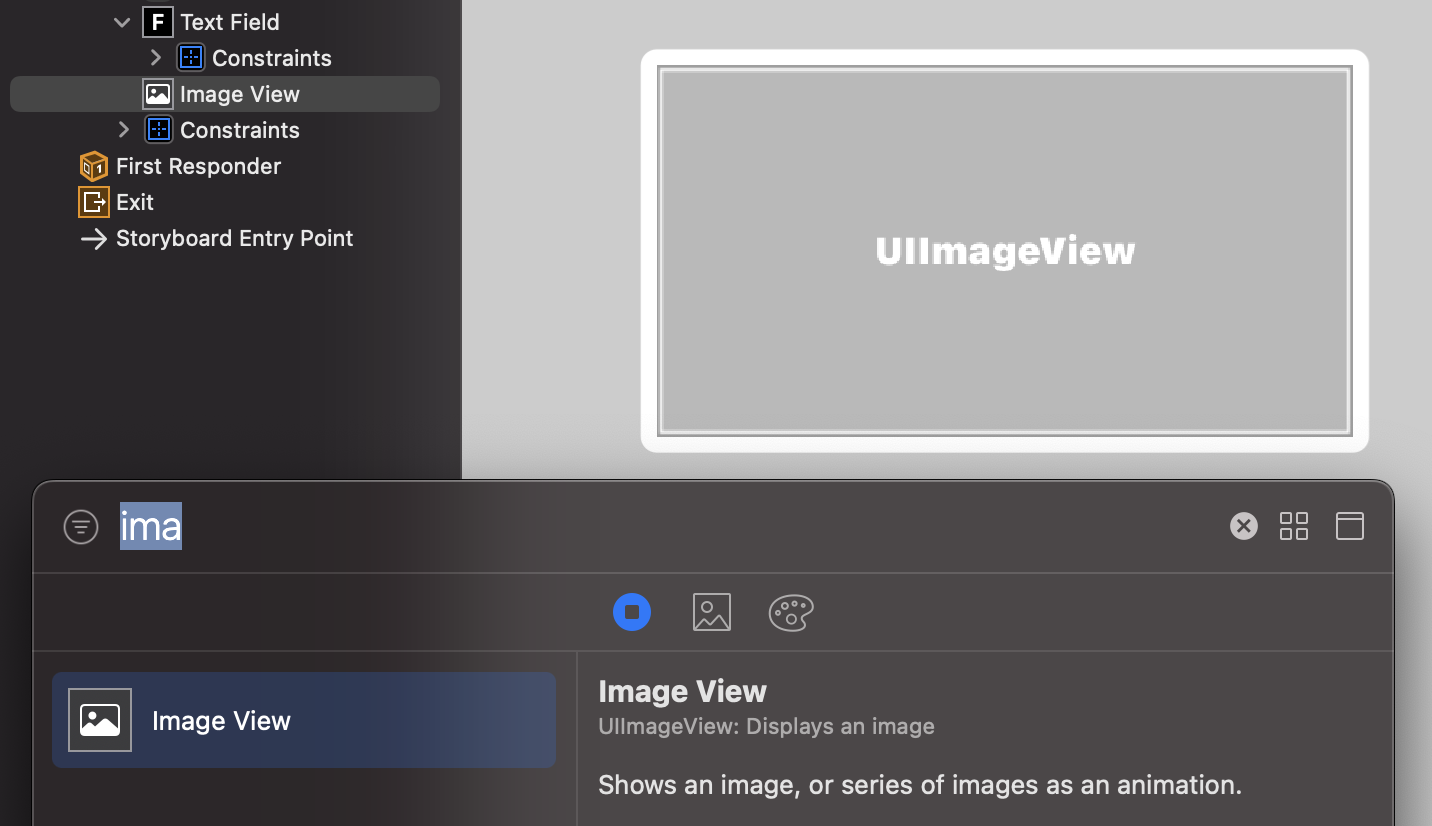 F Text Field
Constraints
Image View
Constraints
First Responder
Exit
Storyboard Entry Point
UIImageView
ima
Image View
Image View
UIImageView: Displays an image
Shows an image, or series of images as an animation.